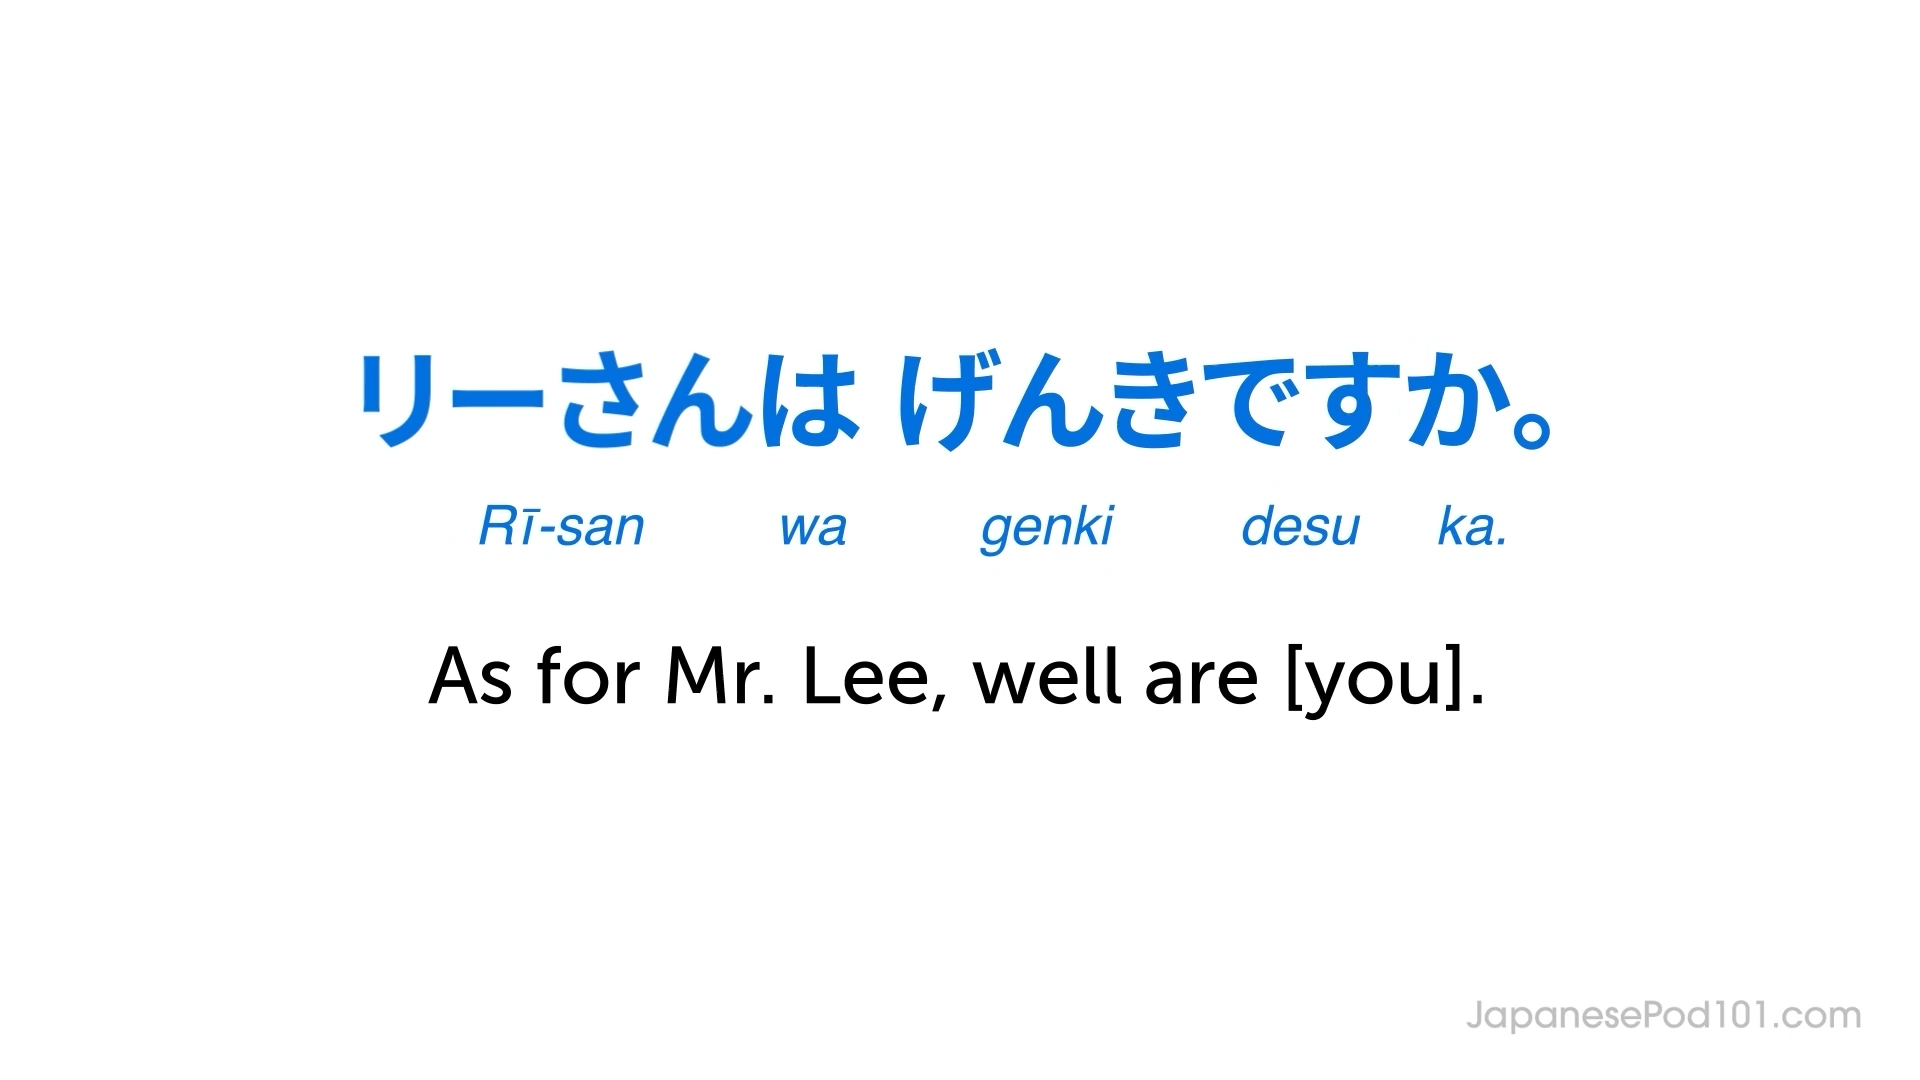 リーさんは げんきですか。
Rī-san wa genki desu ka.
As for Mr. Lee, well are [you].
JapanesePod101.com